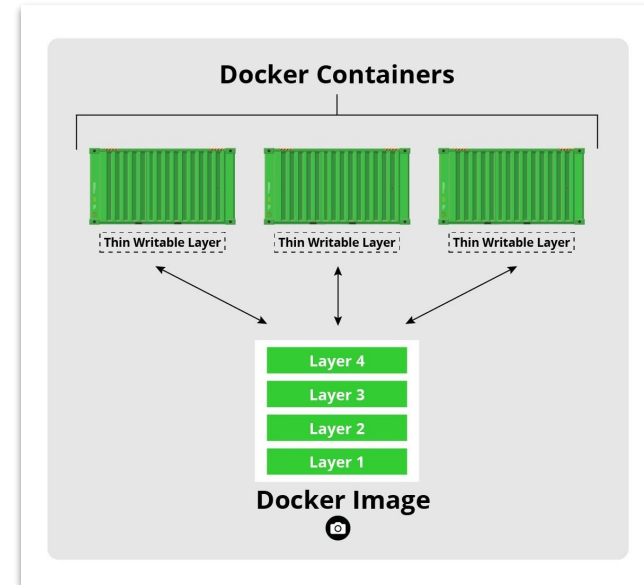 Docker Containers
Thin Writable Layer
Thin Writable Layer
Thin Writable Layer
Layer 4
Layer 3
Layer 2
Layer 1
Docker Image